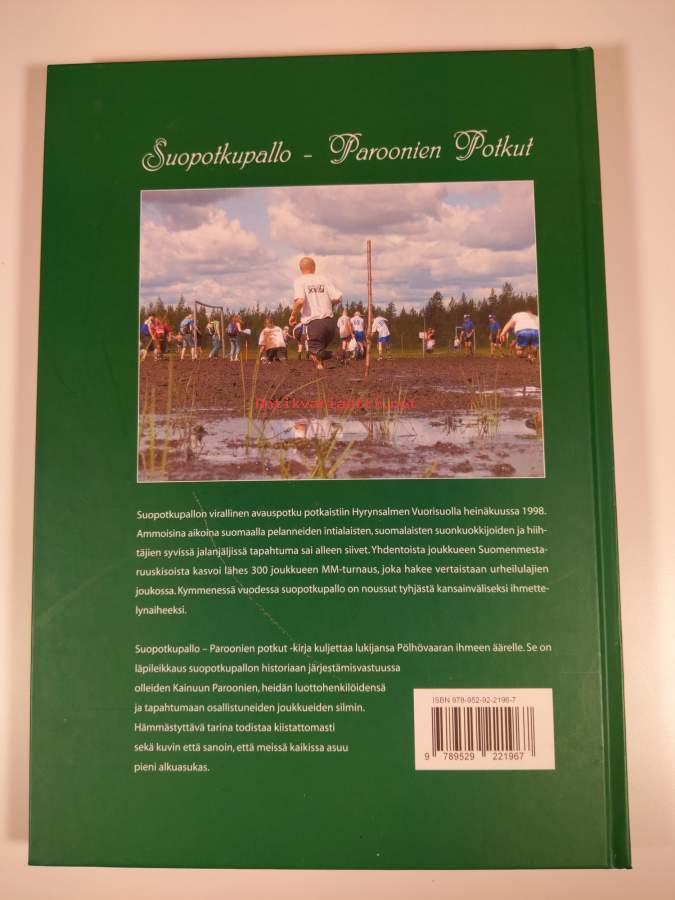 Suopotkupallo – Paroonien Potkut
Antikvariaatti.net
Suopotkupallon virallinen avauspotku potkaistiin Hyrynsalmen Vuorisuolla heinäkuussa 1998.
Ammoisina aikoina suomaalla pelanneiden intialaisten, suomalaisten suonkuokkijoiden ja hiih-
täjien syvissä jalanjäljissä tapahtuma sai alleen siivet. Yhdentoista joukkueen Suomenmesta-
ruuskisoista kasvoi lähes 300 joukkueen MM-turnaus, joka hakee vertaistaan urheilulajien
joukossa. Kymmenessä vuodessa suopotkupallo on noussut tyhjästä kansainväliseksi ihmette-
lynaiheeksi.
Suopotkupallo – Paroonien potkut -kirja kuljettaa lukijansa Pölhövaaran ihmeen äärelle. Se on
läpileikkaus suopotkupallon historiaan järjestämisvastuussa
olleiden Kainuun Paroonien, heidän luottohenkilöidensä
ja tapahtumaan osallistuneiden joukkueiden silmin.
Hämmästyttävä tarina todistaa kiistattomasti
sekä kuvin että sanoin, että meissä kaikissa asuu
pieni alkuasukas.
ISBN 978-952-92-2196-7
9 789529 221967